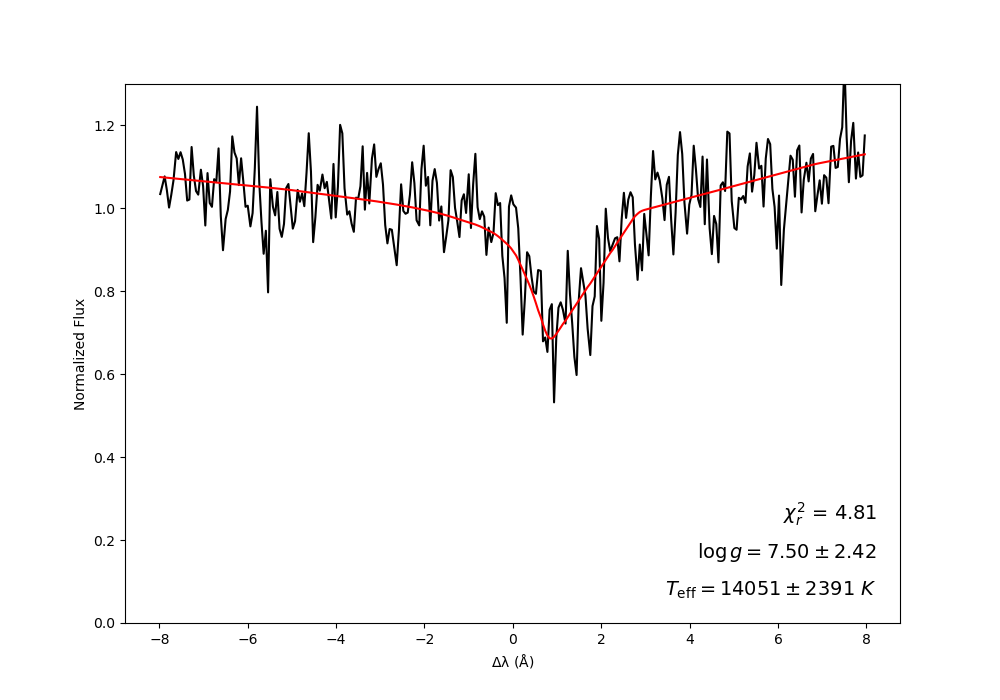 1.2
1.0
0.8
0.6
0.4
0.2
0.0
Normalized Flux
χ²ᵣ = 4.81
log g = 7.50 ± 2.42
T_eff = 14051 ± 2391 K
−8 −6 −4 −2 0 2 4 6 8
Δλ (Å)